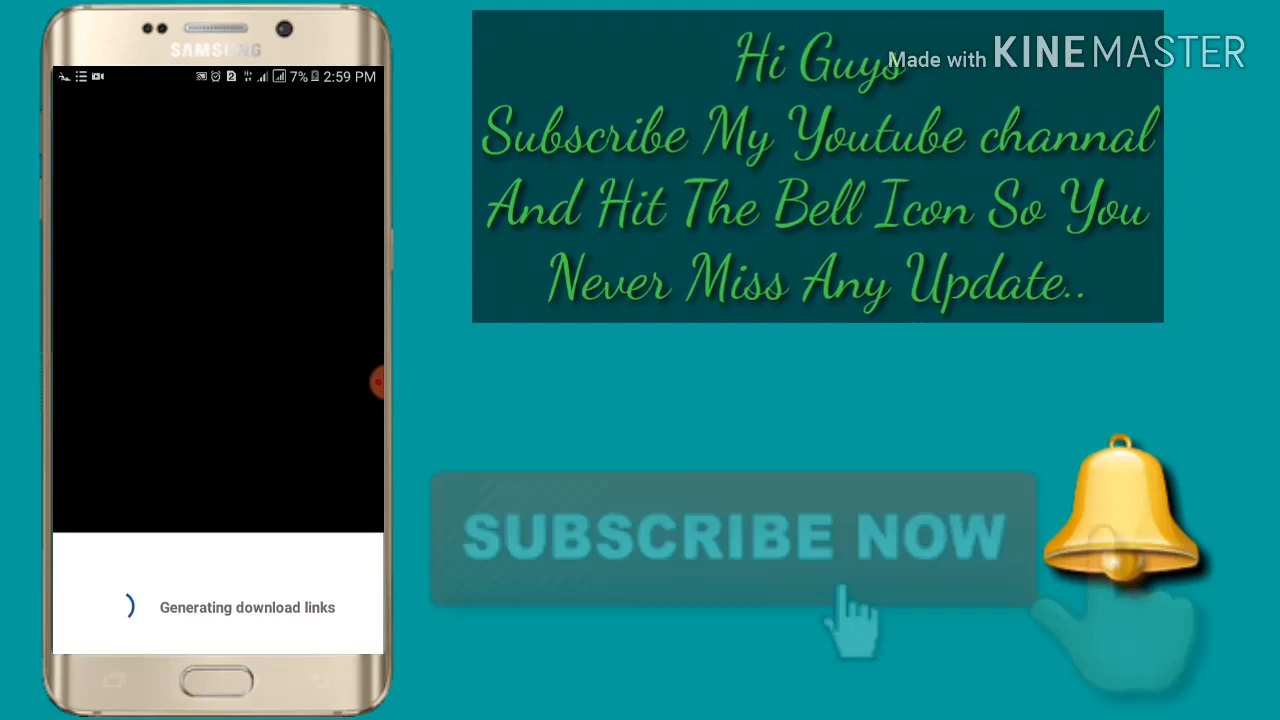 SAMSUNG
7% 2:59 PM
Generating download links
Hi Guys
Made with KINEMASTER
Subscribe My Youtube channal
And Hit The Bell Icon So You
Never Miss Any Update..
SUBSCRIBE NOW